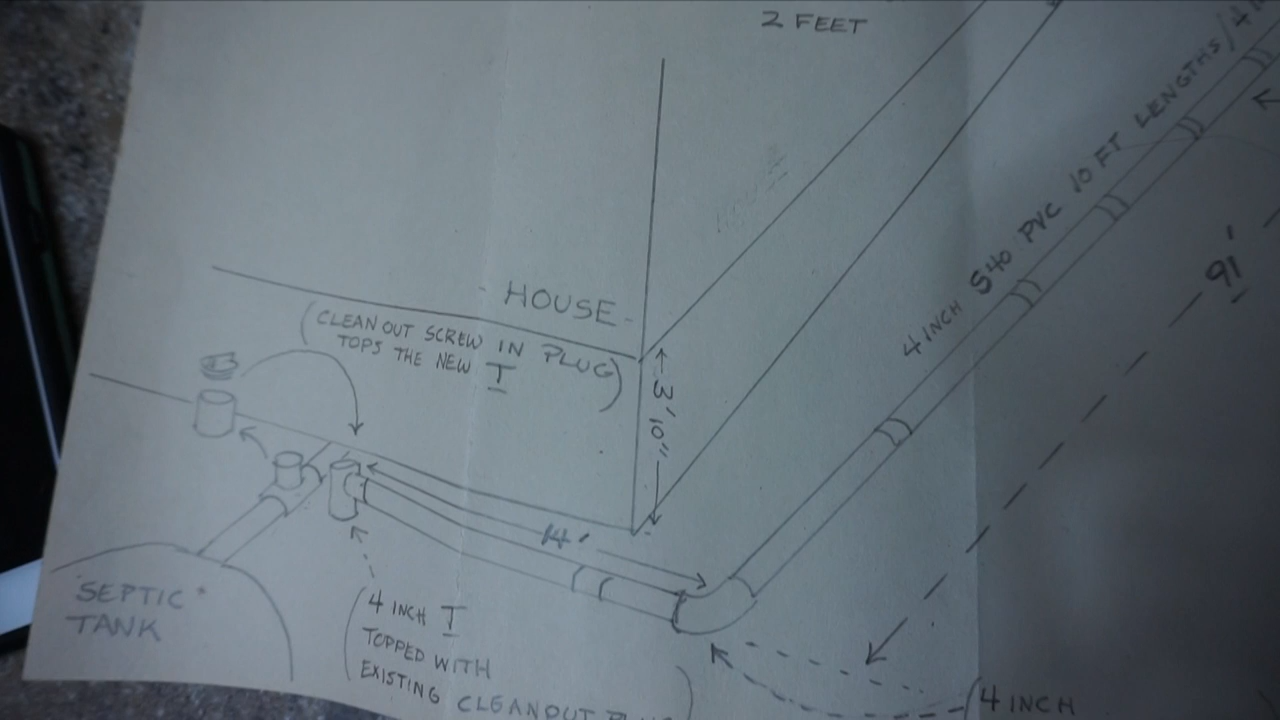 2 FEET
4 INCH S40 PVC 10 FT LENGTHS/4
91'
HOUSE
(CLEAN OUT SCREW IN PLUG)
TOPS THE NEW T
3'10"
14'
"SEPTIC"
TANK
(4 INCH T
TOPPED WITH
EXISTING CLEANOUT
(4 INCH